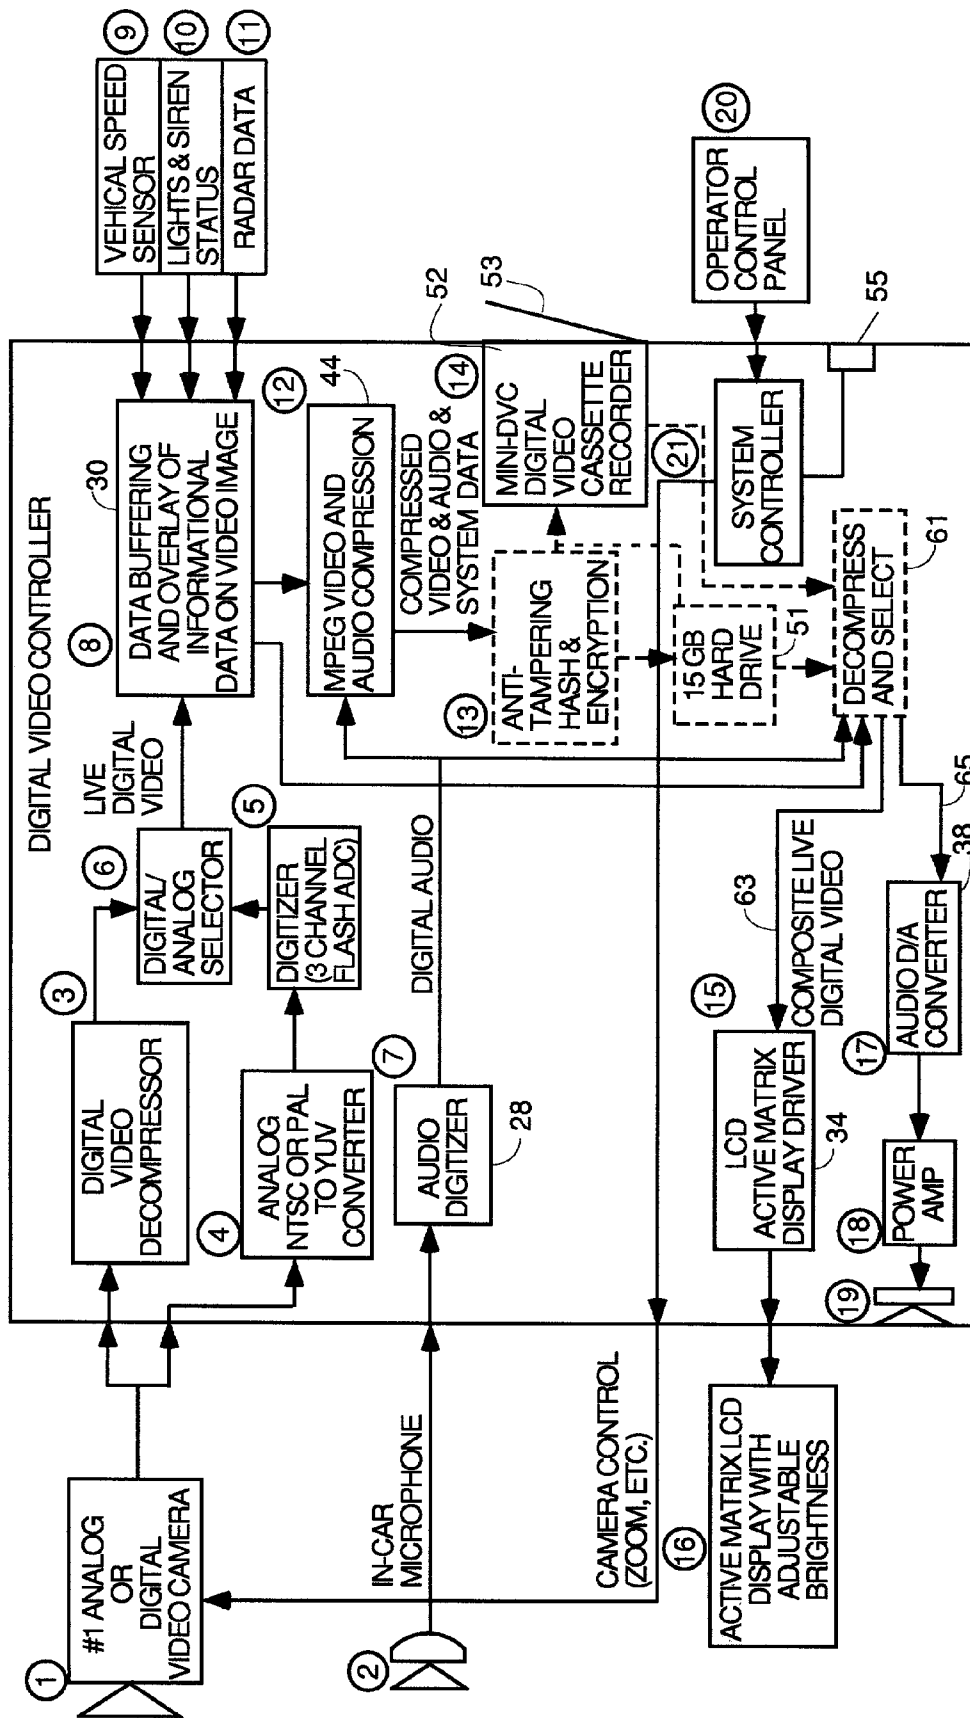 DIGITAL VIDEO CONTROLLER
1
#1 ANALOG
OR
DIGITAL
VIDEO CAMERA
2
IN-CAR
MICROPHONE
3
DIGITAL
VIDEO
DECOMPRESSOR
4
ANALOG
NTSC OR PAL
TO YUV
CONVERTER
5
DIGITIZER
(3 CHANNEL
FLASH ADC)
6
DIGITAL/
ANALOG
SELECTOR
LIVE
DIGITAL
VIDEO
7
AUDIO
DIGITIZER
28
DIGITAL AUDIO
8
30
DATA BUFFERING
AND OVERLAY OF
INFORMATIONAL
DATA ON VIDEO IMAGE
VEHICAL SPEED
SENSOR
9
LIGHTS & SIREN
STATUS
10
RADAR DATA
11
12
44
MPEG VIDEO AND
AUDIO COMPRESSION
COMPRESSED
VIDEO & AUDIO &
SYSTEM DATA
13
ANTI-
TAMPERING
HASH &
ENCRYPTION
14
52
53
MINI-DVC
DIGITAL
VIDEO
CASSETTE
RECORDER
15 GB
HARD
DRIVE
51
21
SYSTEM
CONTROLLER
20
OPERATOR
CONTROL
PANEL
55
DECOMPRESS
AND SELECT
61
CAMERA CONTROL
(ZOOM, ETC.)
63
COMPOSITE LIVE
DIGITAL VIDEO
15
LCD
ACTIVE MATRIX
DISPLAY DRIVER
34
16
ACTIVE MATRIX LCD
DISPLAY WITH
ADJUSTABLE
BRIGHTNESS
65
38
17
AUDIO D/A
CONVERTER
18
POWER
AMP
19